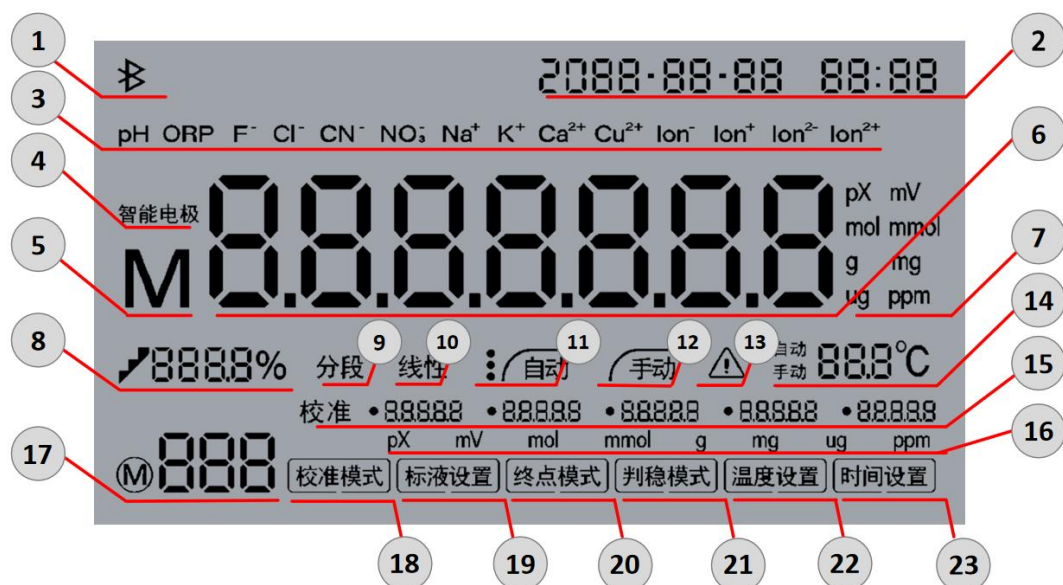 1
2
2088-88-88 88:88
3
pH ORP F⁻ Cl⁻ CN⁻ NO₃⁻ Na⁺ K⁺ Ca²⁺ Cu²⁺ Ion⁻ Ion⁺ Ion²⁻ Ion²⁺
6
4
智能电极
8.8.8.8.8.8.8
pX mV
mol mmol
g mg
ug ppm
5
M
7
14
8
888.8%
分段
9
线性
10
自动
11
手动
12
13
自动
手动
88.8°C
15
校准
•8.8.8.8.8 •8.8.8.8.8 •8.8.8.8.8 •8.8.8.8.8 •8.8.8.8.8
pX mV mol mmol g mg ug ppm
16
17
M 888
校准模式 标液设置 终点模式 判稳模式 温度设置 时间设置
18 19 20 21 22 23